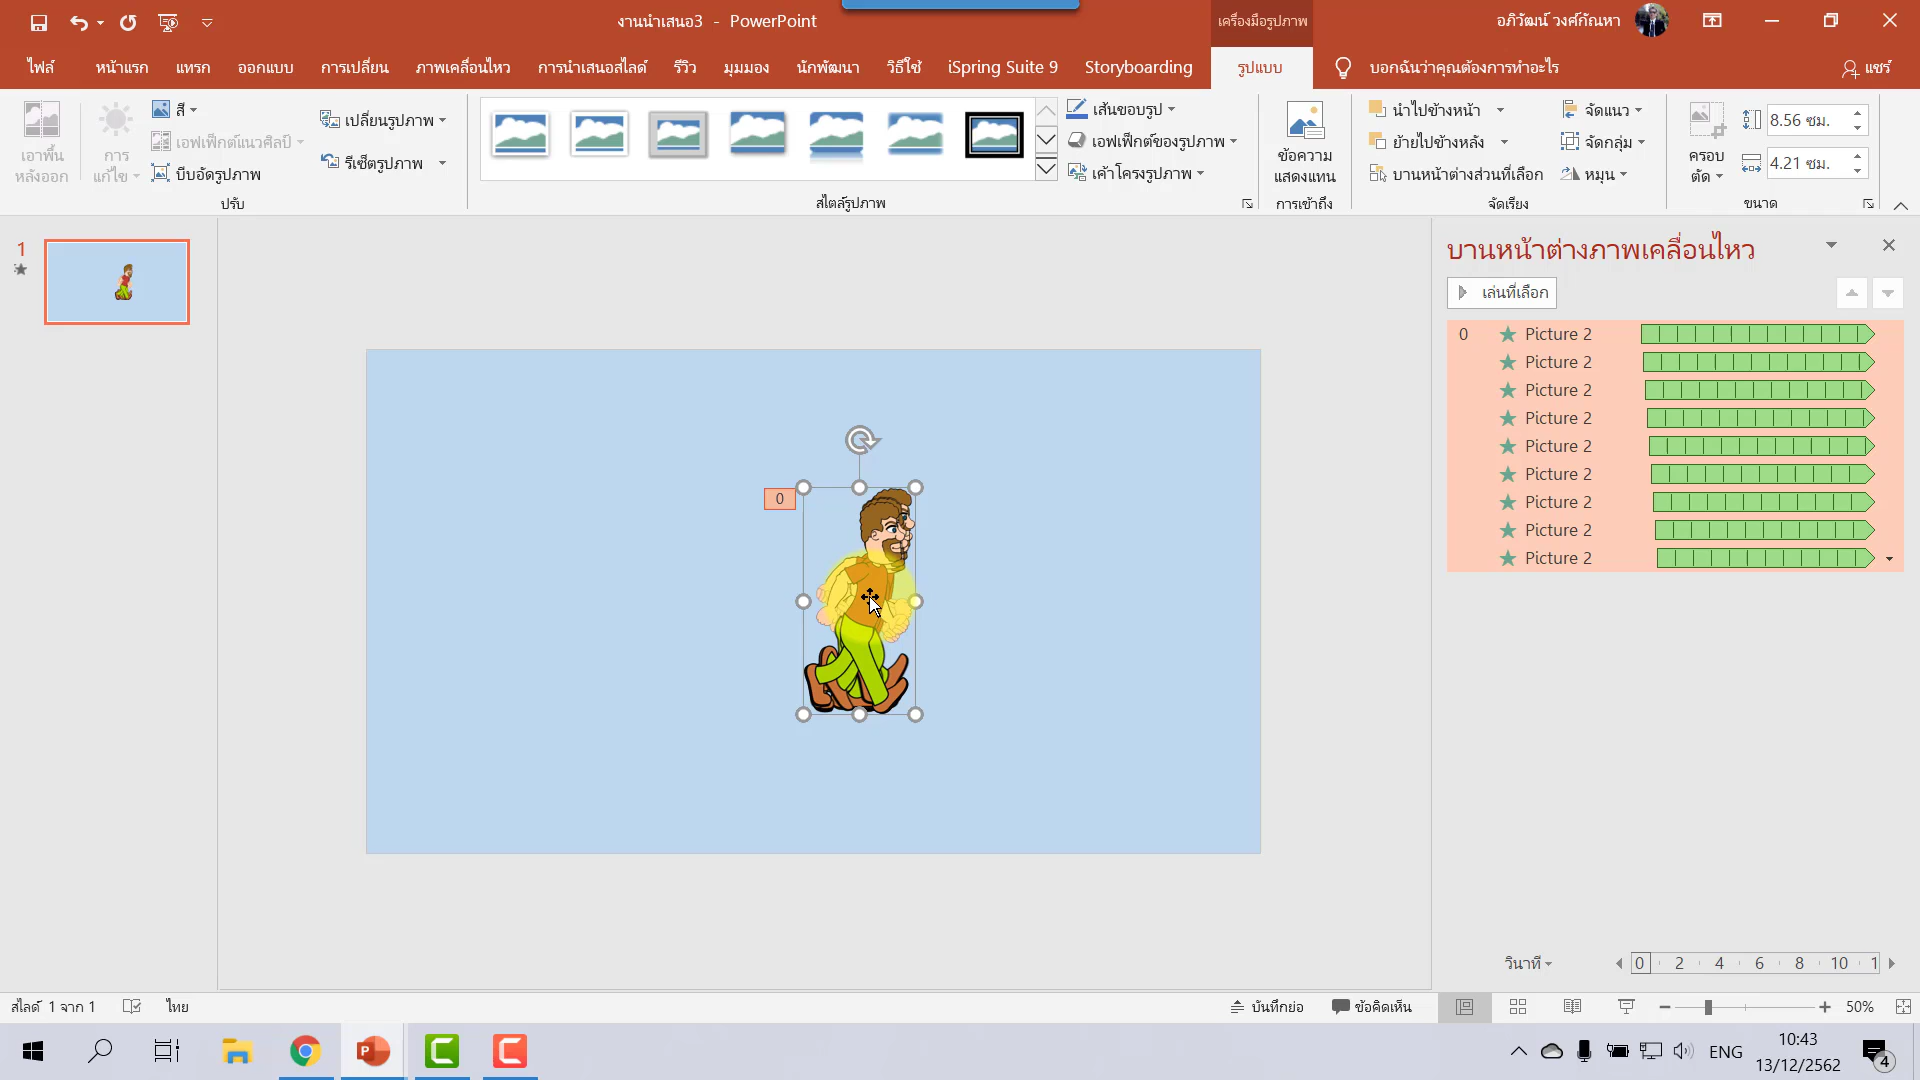 งานนำเสนอ3 - PowerPoint
เครื่องมือรูปภาพ
อภิวัฒน์ วงศ์กัณหา
ไฟล์ หน้าแรก แทรก ออกแบบ การเปลี่ยน ภาพเคลื่อนไหว การนำเสนอสไลด์ รีวิว มุมมอง นักพัฒนา วิธีใช้ iSpring Suite 9 Storyboarding รูปแบบ บอกฉันว่าคุณต้องการทำอะไร แชร์
เอาพื้นหลังออก
การแก้ไข
สี
เอฟเฟ็กต์แนวศิลป์
บีบอัดรูปภาพ
เปลี่ยนรูปภาพ
รีเซ็ตรูปภาพ
ปรับ
สไตล์รูปภาพ
เส้นขอบรูป
เอฟเฟ็กต์ของรูปภาพ
เค้าโครงรูปภาพ
ข้อความแสดงแทน
การเข้าถึง
นำไปข้างหน้า
ย้ายไปข้างหลัง
บานหน้าต่างส่วนที่เลือก
จัดแนว
จัดกลุ่ม
หมุน
จัดเรียง
ครอบตัด
8.56 ซม.
4.21 ซม.
ขนาด
1
0
บานหน้าต่างภาพเคลื่อนไหว
เล่นที่เลือก
0 Picture 2
Picture 2
Picture 2
Picture 2
Picture 2
Picture 2
Picture 2
Picture 2
Picture 2
วินาที 0 2 4 6 8 10 1
สไลด์ 1 จาก 1 ไทย
บันทึกย่อ ข้อคิดเห็น 50%
ENG
10:43
13/12/2562
4